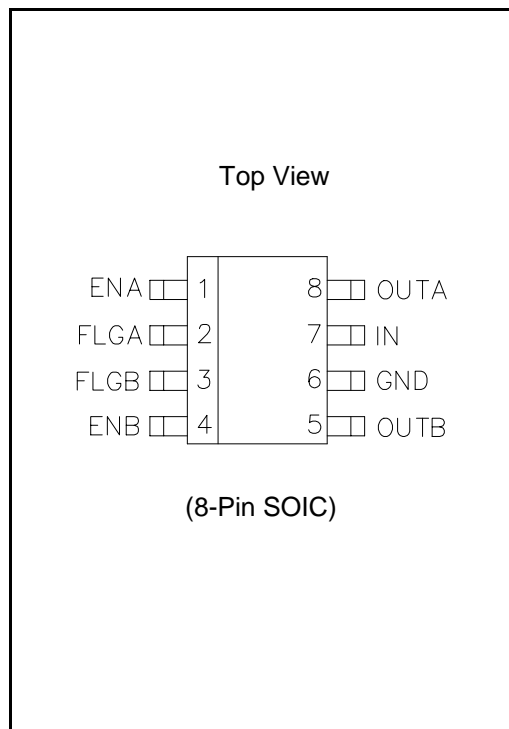 Top View
ENA 1 8 OUTA
FLGA 2 7 IN
FLGB 3 6 GND
ENB 4 5 OUTB
(8-Pin SOIC)